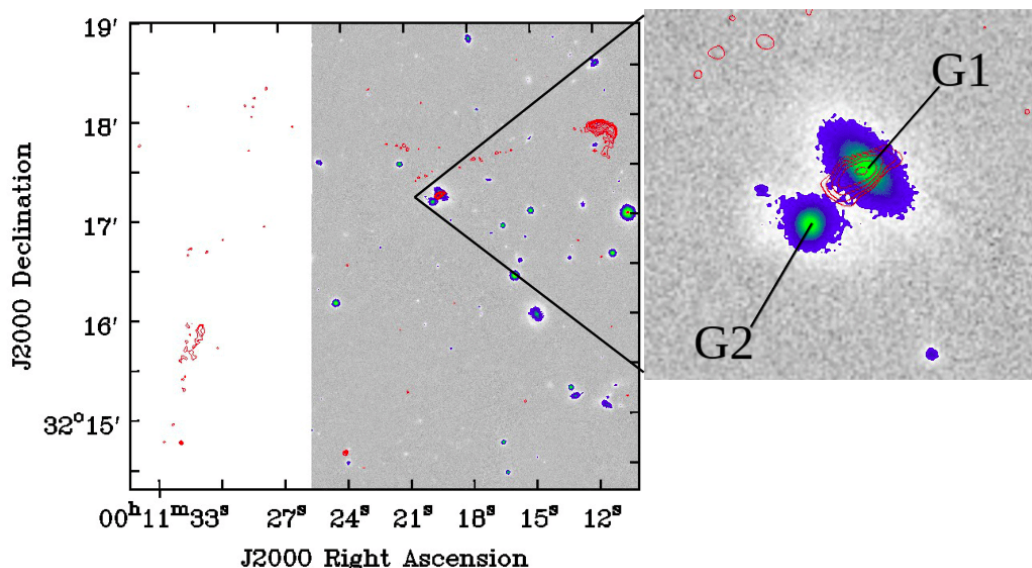 19′
18′
17′
16′
32°15′
J2000 Declination
00ʰ11ᵐ33ˢ 27ˢ 24ˢ 21ˢ 18ˢ 15ˢ 12ˢ
J2000 Right Ascension
G1
G2